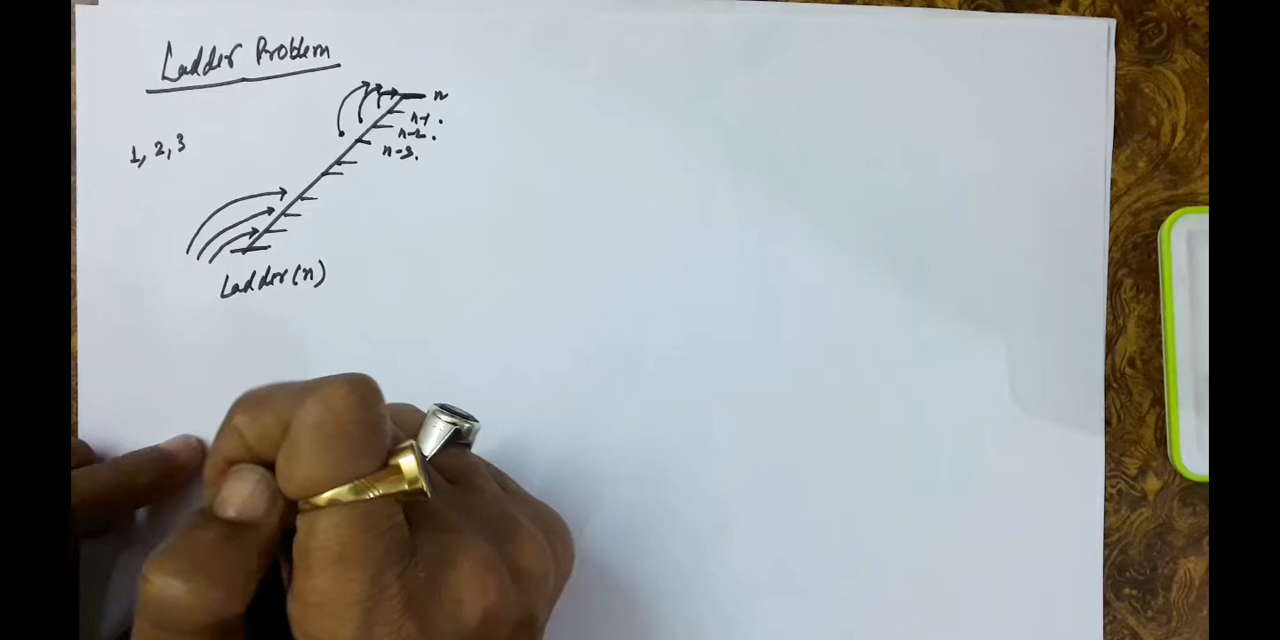 Ladder Problem
n
n-1.
n-2.
1, 2, 3
n-3.
Ladder(n)